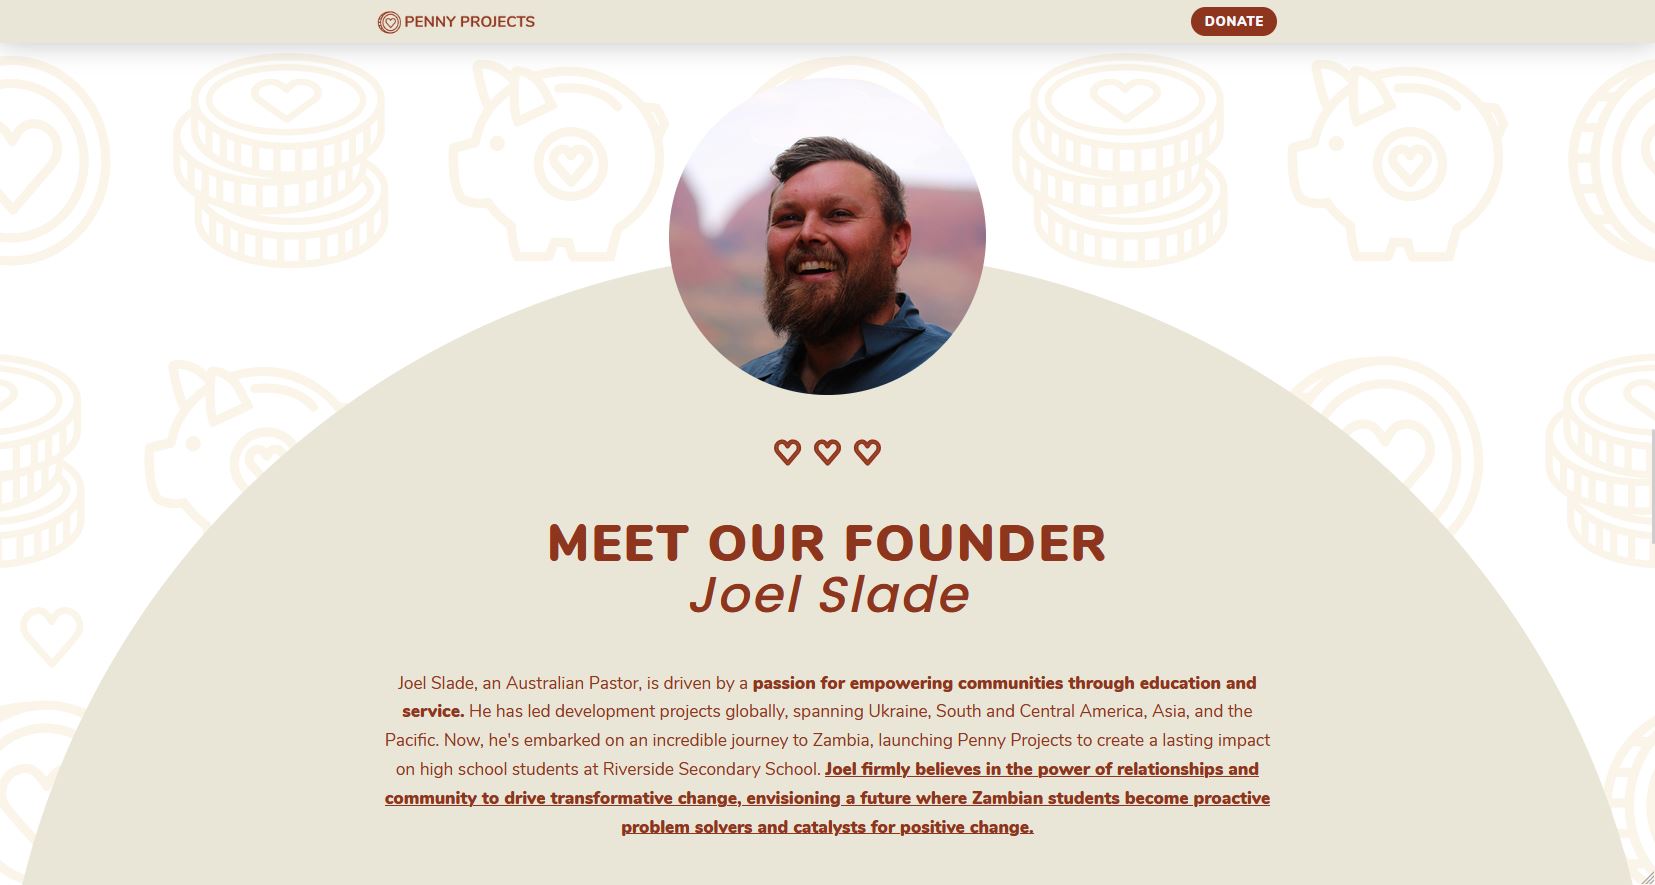 PENNY PROJECTS
DONATE
MEET OUR FOUNDER
Joel Slade
Joel Slade, an Australian Pastor, is driven by a passion for empowering communities through education and
service. He has led development projects globally, spanning Ukraine, South and Central America, Asia, and the
Pacific. Now, he's embarked on an incredible journey to Zambia, launching Penny Projects to create a lasting impact
on high school students at Riverside Secondary School. Joel firmly believes in the power of relationships and
community to drive transformative change, envisioning a future where Zambian students become proactive
problem solvers and catalysts for positive change.